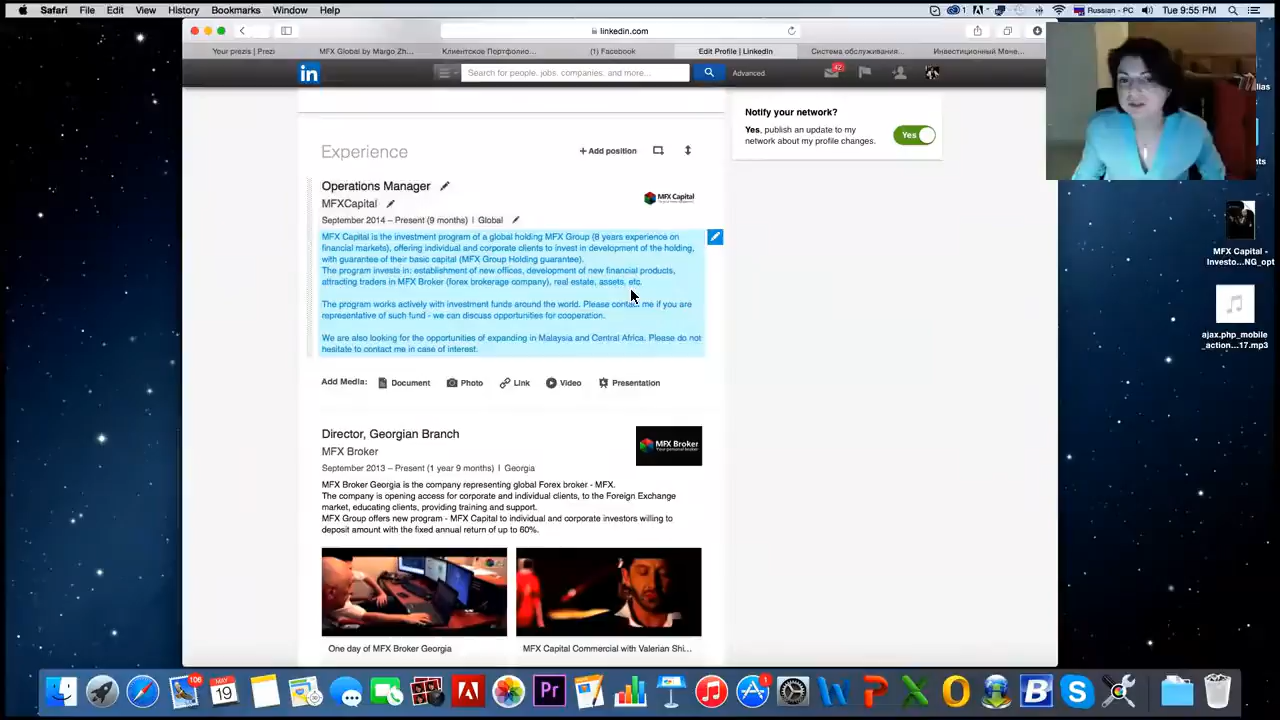 Safari File Edit View History Bookmarks Window Help
1 Russian - PC Tue 9:55 PM
linkedin.com
Your prezis | Prezi
MFX Global by Margo Zh...
Клиентское Портфолио...
(1) Facebook
Edit Profile | LinkedIn
Система обслуживания...
Инвестиционный Мене...
in
Search for people, jobs, companies, and more...
Advanced
42
Notify your network?
Yes, publish an update to my
network about my profile changes.
Yes
Experience
+ Add position
Operations Manager
MFXCapital
MFX Capital
September 2014 – Present (9 months) | Global
MFX Capital is the investment program of a global holding MFX Group (8 years experience on
financial markets), offering individual and corporate clients to invest in development of the holding,
with guarantee of their basic capital (MFX Group Holding guarantee).
The program invests in: establishment of new offices, development of new financial products,
attracting traders in MFX Broker (forex brokerage company), real estate, assets, etc.
The program works actively with investment funds around the world. Please contact me if you are
representative of such fund - we can discuss opportunities for cooperation.
We are also looking for the opportunities of expanding in Malaysia and Central Africa. Please do not
hesitate to contact me in case of interest.
Add Media: Document Photo Link Video Presentation
Director, Georgian Branch
MFX Broker
MFX Broker
Your personal broker
September 2013 – Present (1 year 9 months) | Georgia
MFX Broker Georgia is the company representing global Forex broker - MFX.
The company is opening access for corporate and individual clients, to the Foreign Exchange
market, educating clients, providing training and support.
MFX Group offers new program - MFX Capital to individual and corporate investors willing to
deposit amount with the fixed annual return of up to 60%.
One day of MFX Broker Georgia
MFX Capital Commercial with Valerian Shi...
MFX Capital
Investo...NG_opt
ajax.php_mobile
_action...17.mp3
106
MAY
19
Pr
1